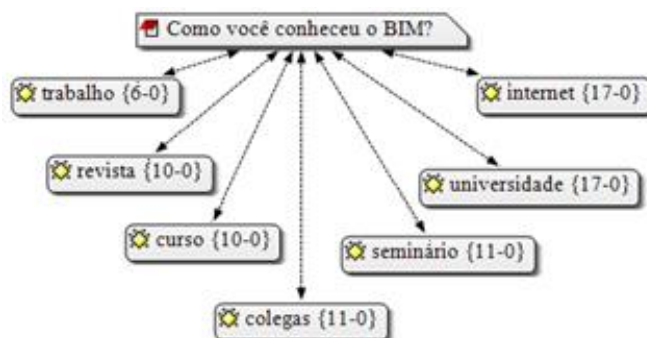 Como você conheceu o BIM?
trabalho {6-0}
internet {17-0}
revista {10-0}
universidade {17-0}
curso {10-0}
seminário {11-0}
colegas {11-0}